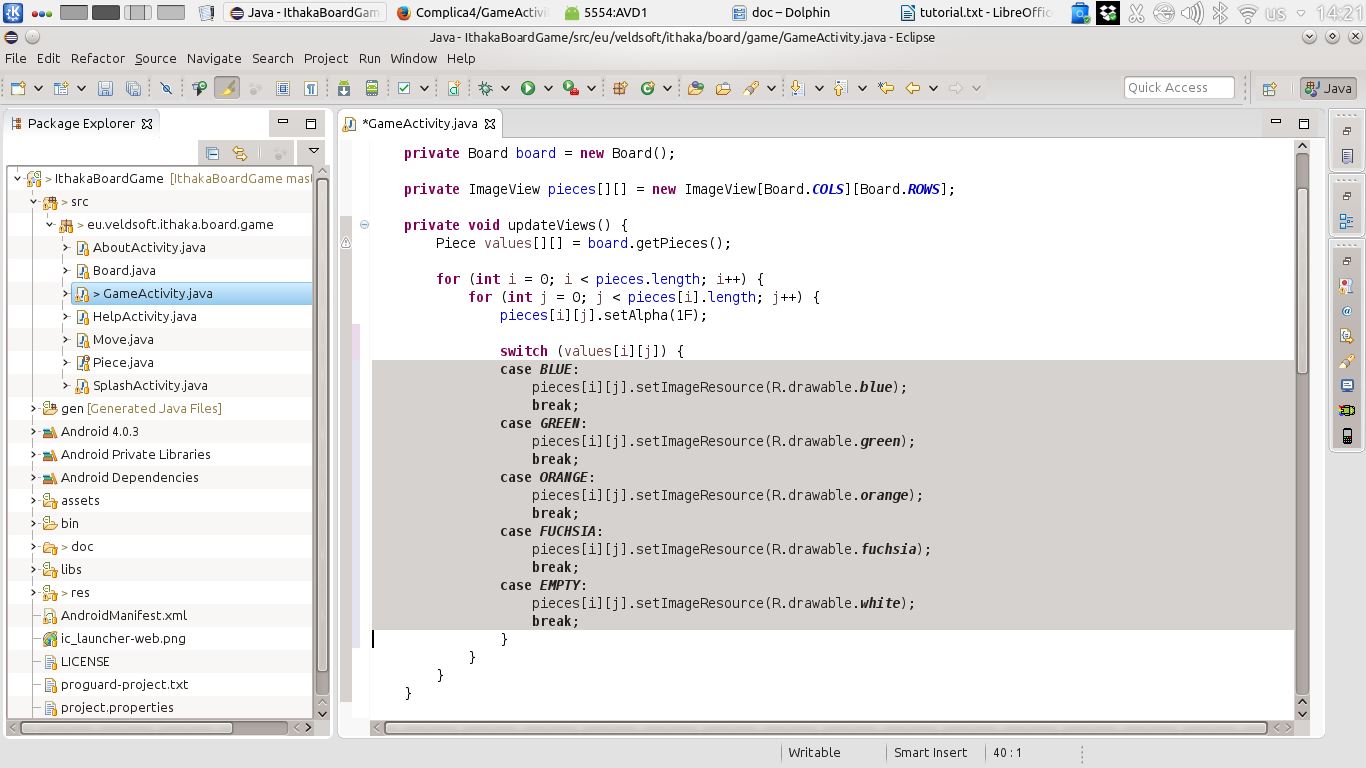 Java - IthakaBoardGam
Complica4/GameActivi
5554:AVD1
doc – Dolphin
tutorial.txt - LibreOffic
us
14:21
Java - IthakaBoardGame/src/eu/veldsoft/ithaka/board/game/GameActivity.java - Eclipse
File Edit Refactor Source Navigate Search Project Run Window Help
Quick Access
Java
Package Explorer
*GameActivity.java
> IthakaBoardGame [IthakaBoardGame mast
> src
> eu.veldsoft.ithaka.board.game
AboutActivity.java
Board.java
> GameActivity.java
HelpActivity.java
Move.java
Piece.java
SplashActivity.java
gen [Generated Java Files]
Android 4.0.3
Android Private Libraries
Android Dependencies
assets
bin
> doc
libs
> res
AndroidManifest.xml
ic_launcher-web.png
LICENSE
proguard-project.txt
project.properties
private Board board = new Board();
private ImageView pieces[][] = new ImageView[Board.COLS][Board.ROWS];
private void updateViews() {
Piece values[][] = board.getPieces();
for (int i = 0; i < pieces.length; i++) {
for (int j = 0; j < pieces[i].length; j++) {
pieces[i][j].setAlpha(1F);
switch (values[i][j]) {
case BLUE:
pieces[i][j].setImageResource(R.drawable.blue);
break;
case GREEN:
pieces[i][j].setImageResource(R.drawable.green);
break;
case ORANGE:
pieces[i][j].setImageResource(R.drawable.orange);
break;
case FUCHSIA:
pieces[i][j].setImageResource(R.drawable.fuchsia);
break;
case EMPTY:
pieces[i][j].setImageResource(R.drawable.white);
break;
}
}
}
}
Writable
Smart Insert
40 : 1